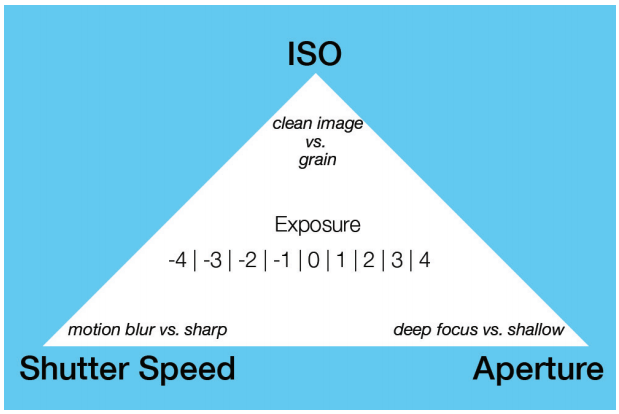 ISO
clean image
vs.
grain
Exposure
-4 | -3 | -2 | -1 | 0 | 1 | 2 | 3 | 4
motion blur vs. sharp
deep focus vs. shallow
Shutter Speed
Aperture